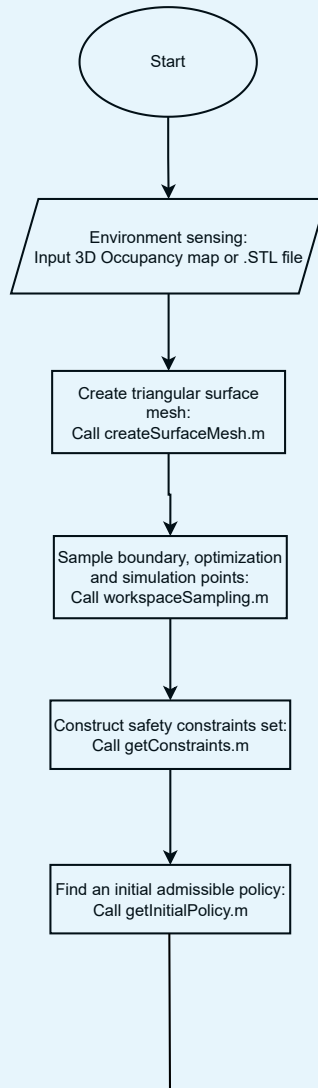 Start
Environment sensing:
Input 3D Occupancy map or .STL file
Create triangular surface
mesh:
Call createSurfaceMesh.m
Sample boundary, optimization
and simulation points:
Call workspaceSampling.m
Construct safety constraints set:
Call getConstraints.m
Find an initial admissible policy:
Call getInitialPolicy.m